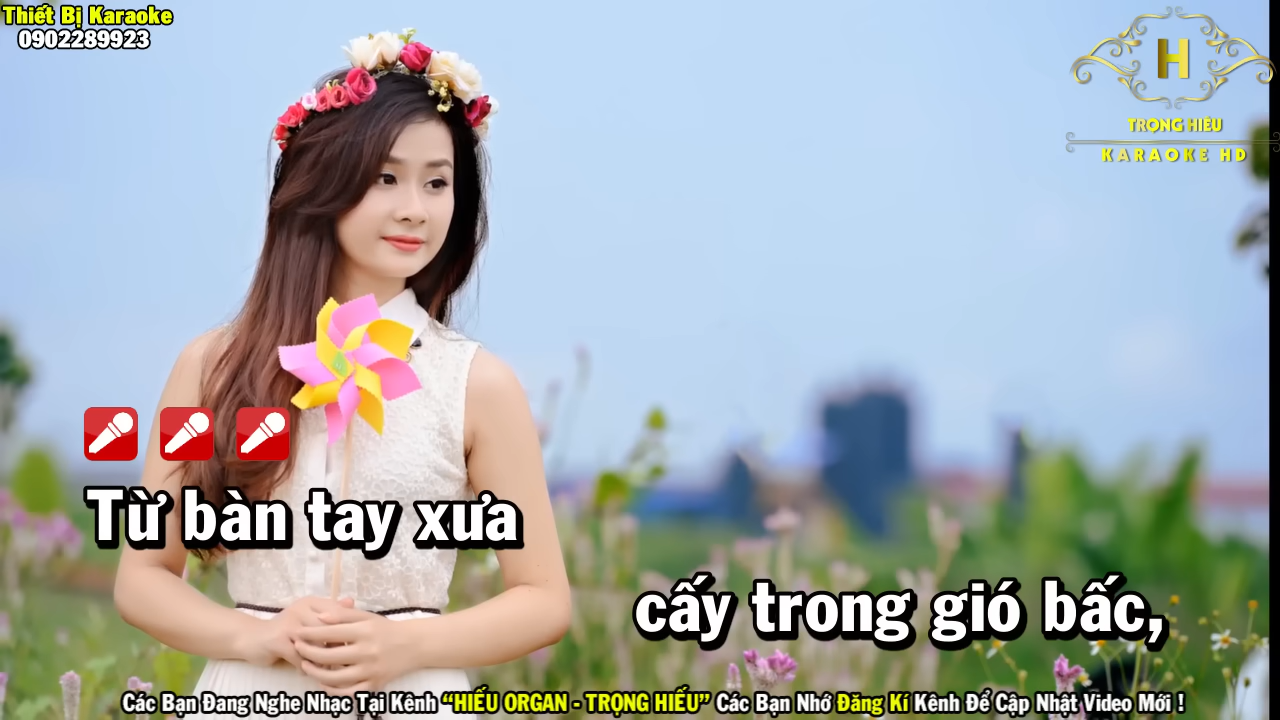 Thiết Bị Karaoke
0902289923
H
TRỌNG HIẾU
KARAOKE HD
Từ bàn tay xưa
cấy trong gió bấc,
Các Bạn Đang Nghe Nhạc Tại Kênh “HIẾU ORGAN - TRỌNG HIẾU” Các Bạn Nhớ Đăng Kí Kênh Để Cập Nhật Video Mới !